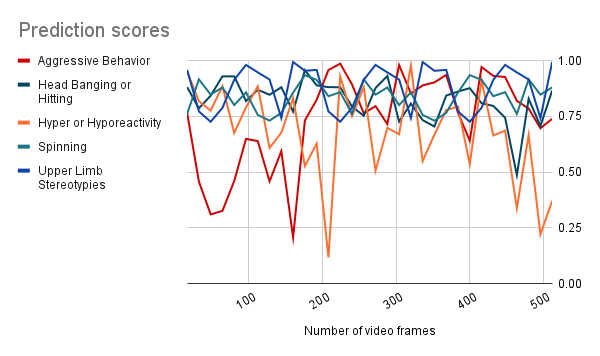 Prediction scores
Aggressive Behavior
Head Banging or
Hitting
Hyper or Hyporeactivity
Spinning
Upper Limb
Stereotypies
1.00
0.75
0.50
0.25
0.00
100
200
300
400
500
Number of video frames